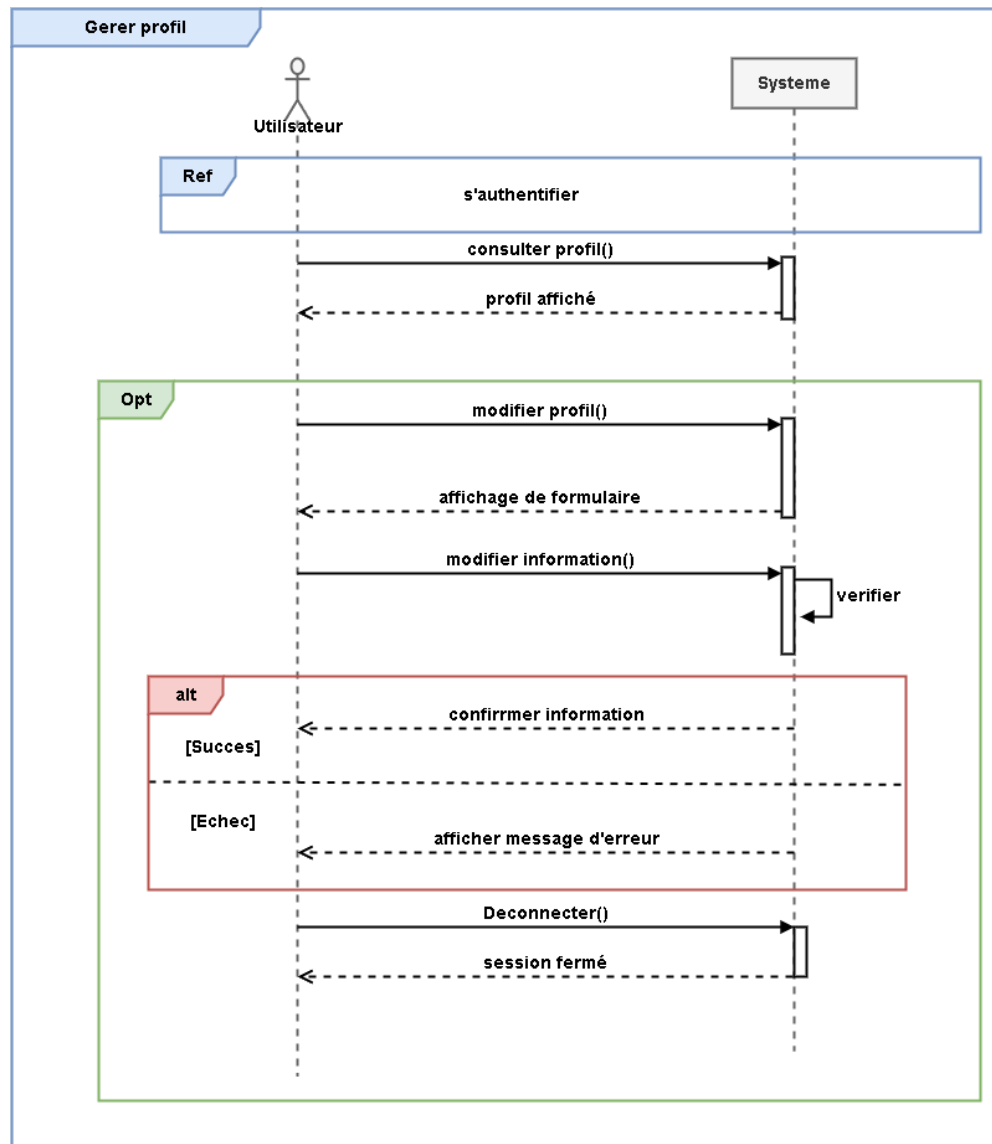 Gerer profil
Systeme
Utilisateur
Ref
s'authentifier
consulter profil()
profil affiché
Opt
modifier profil()
affichage de formulaire
modifier information()
verifier
alt
confirrmer information
[Succes]
[Echec]
afficher message d'erreur
Deconnecter()
session fermé